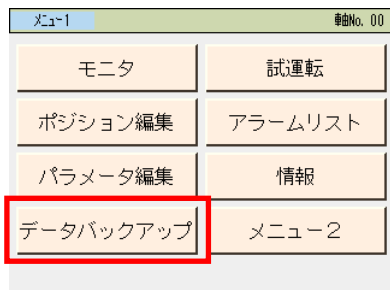 メニュー1 軸No. 00
モニタ 試運転
ポジション編集 アラームリスト
パラメータ編集 情報
データバックアップ メニュー2